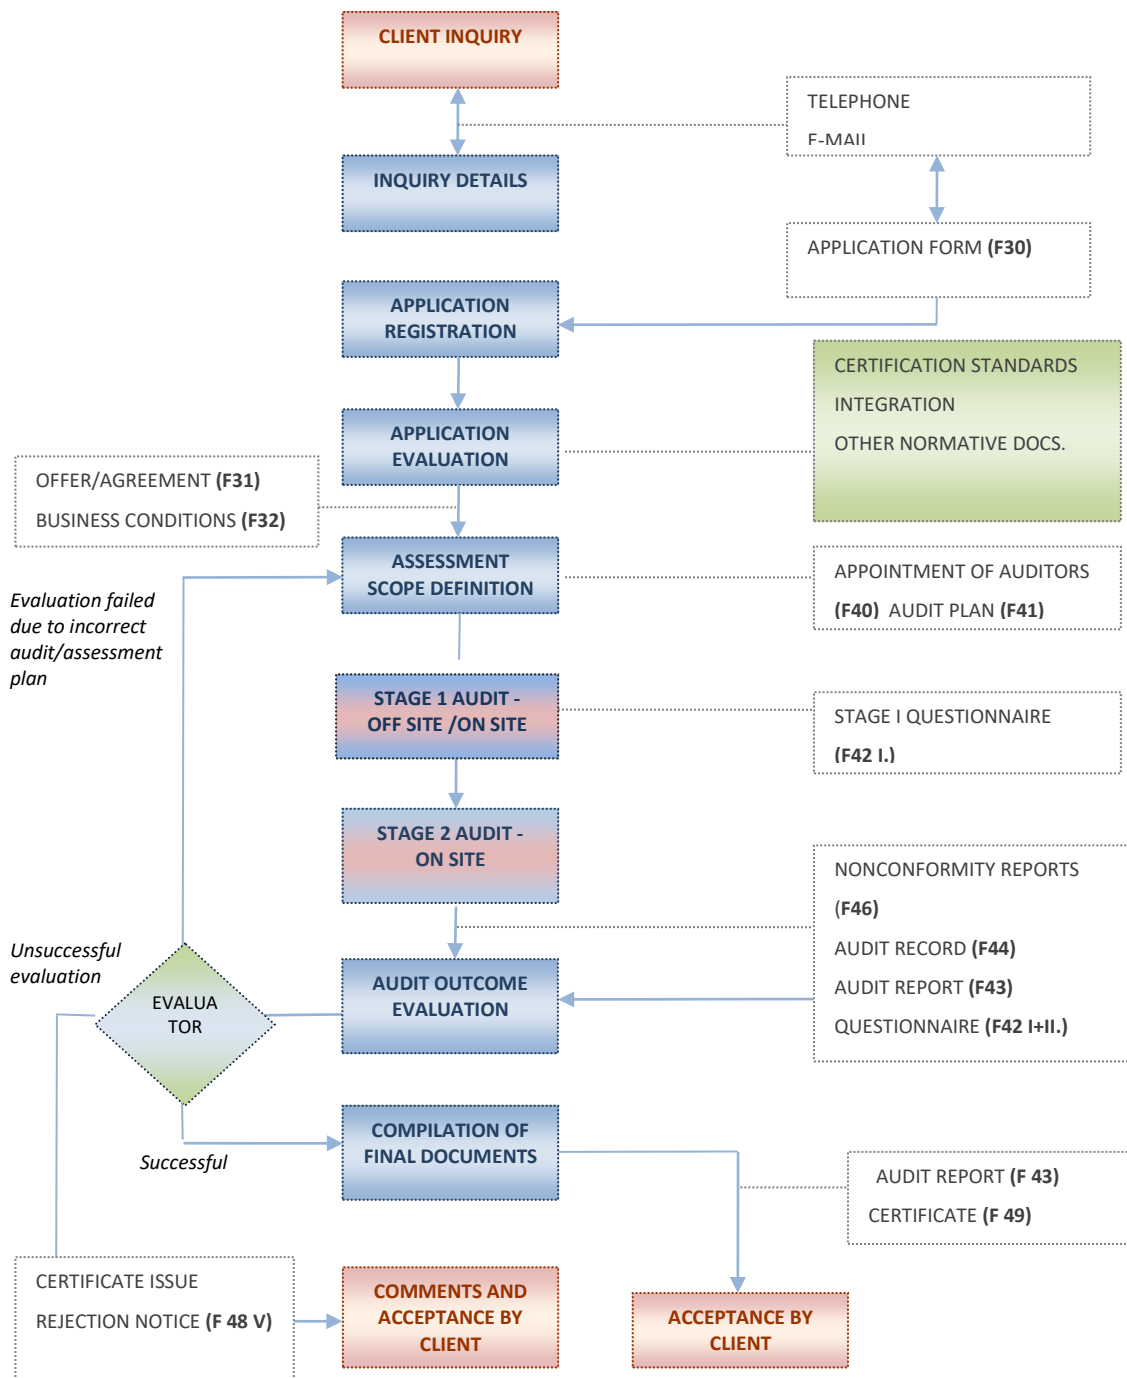 CLIENT INQUIRY
TELEPHONE
E-MAIL
INQUIRY DETAILS
APPLICATION FORM (F30)
APPLICATION
REGISTRATION
CERTIFICATION STANDARDS
INTEGRATION
OTHER NORMATIVE DOCS.
APPLICATION
EVALUATION
OFFER/AGREEMENT (F31)
BUSINESS CONDITIONS (F32)
ASSESSMENT
SCOPE DEFINITION
APPOINTMENT OF AUDITORS
(F40) AUDIT PLAN (F41)
Evaluation failed
due to incorrect
audit/assessment
plan
STAGE 1 AUDIT -
OFF SITE /ON SITE
STAGE I QUESTIONNAIRE
(F42 I.)
STAGE 2 AUDIT -
ON SITE
NONCONFORMITY REPORTS
(F46)
AUDIT RECORD (F44)
AUDIT REPORT (F43)
QUESTIONNAIRE (F42 I+II.)
Unsuccessful
evaluation
EVALUA
TOR
AUDIT OUTCOME
EVALUATION
COMPILATION OF
FINAL DOCUMENTS
Successful
AUDIT REPORT (F 43)
CERTIFICATE (F 49)
CERTIFICATE ISSUE
REJECTION NOTICE (F 48 V)
COMMENTS AND
ACCEPTANCE BY
CLIENT
ACCEPTANCE BY
CLIENT